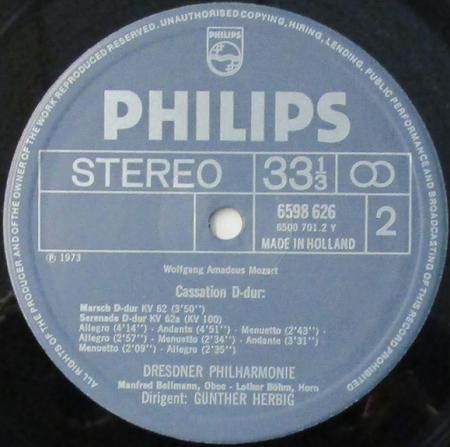 ALL RIGHTS OF THE PRODUCER AND OF THE OWNER OF THE WORK REPRODUCED RESERVED. UNAUTHORISED COPYING, HIRING, LENDING, PUBLIC PERFORMANCE AND BROADCASTING OF THIS RECORD PROHIBITED
PHILIPS
PHILIPS
STEREO 33⅓
6598 626
6500 701.2 Y
MADE IN HOLLAND
2
℗ 1973
Wolfgang Amadeus Mozart
Cassation D-dur:
Marsch D-dur KV 62 (3'50'')
Serenade D-dur KV 62a (KV 100)
Allegro (4'14'') - Andante (4'51'') - Menuetto (2'43'') -
Allegro (2'57'') - Menuetto (2'34'') - Andante (3'31'')
Menuetto (2'09'') - Allegro (2'35'')
DRESDNER PHILHARMONIE
Manfred Bellmann, Oboe - Lothar Böhm, Horn
Dirigent: GÜNTHER HERBIG